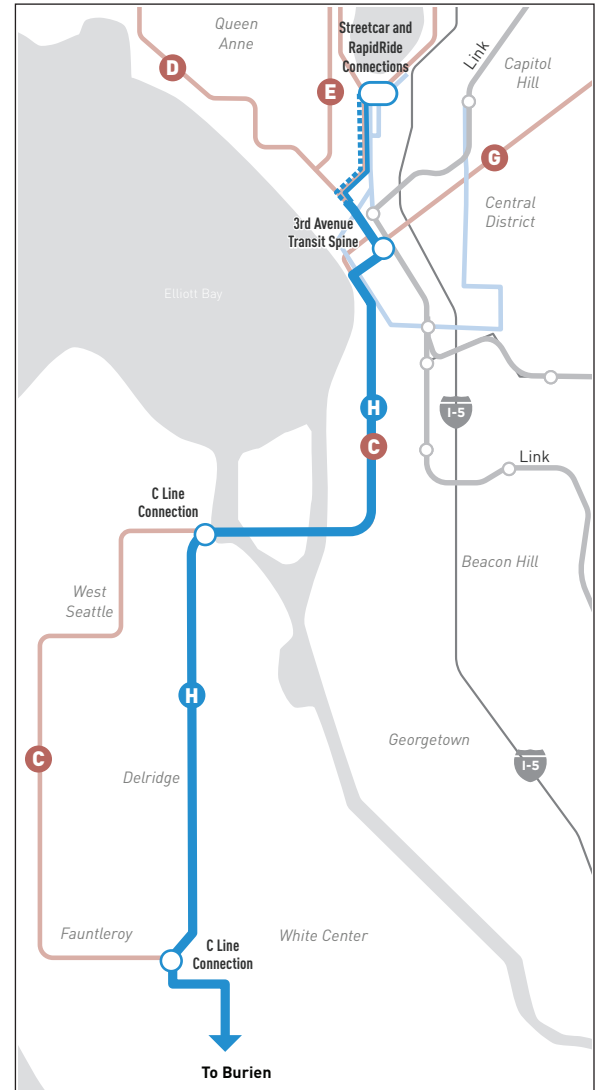 Queen
Anne
Streetcar and
RapidRide
Connections
Link
Capitol
Hill
D
E
G
Central
District
3rd Avenue
Transit Spine
Elliott Bay
H
I-5
C
Link
C Line
Connection
Beacon Hill
West
Seattle
H
Georgetown
C
I-5
Delridge
Fauntleroy
White Center
C Line
Connection
To Burien